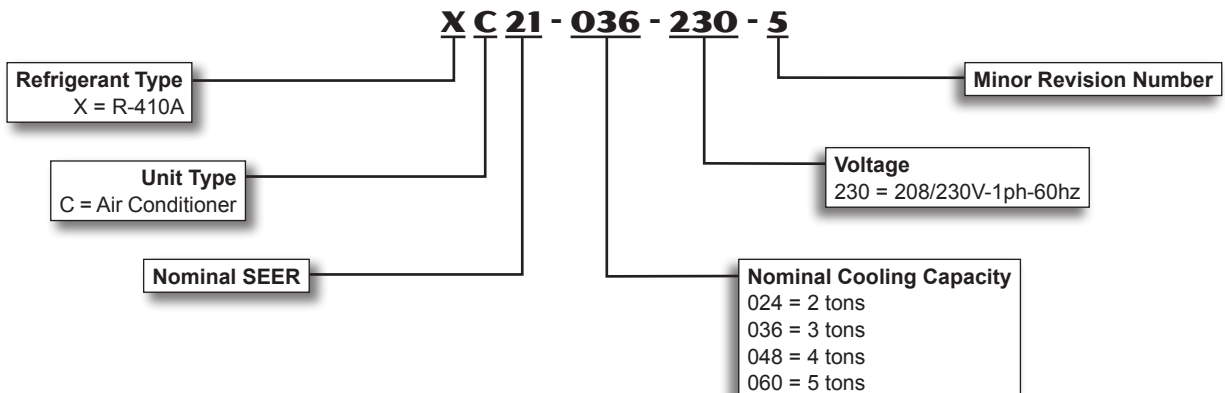 XC21-036-230-5
Refrigerant Type
X = R-410A
Minor Revision Number
Unit Type
C = Air Conditioner
Voltage
230 = 208/230V-1ph-60hz
Nominal SEER
Nominal Cooling Capacity
024 = 2 tons
036 = 3 tons
048 = 4 tons
060 = 5 tons